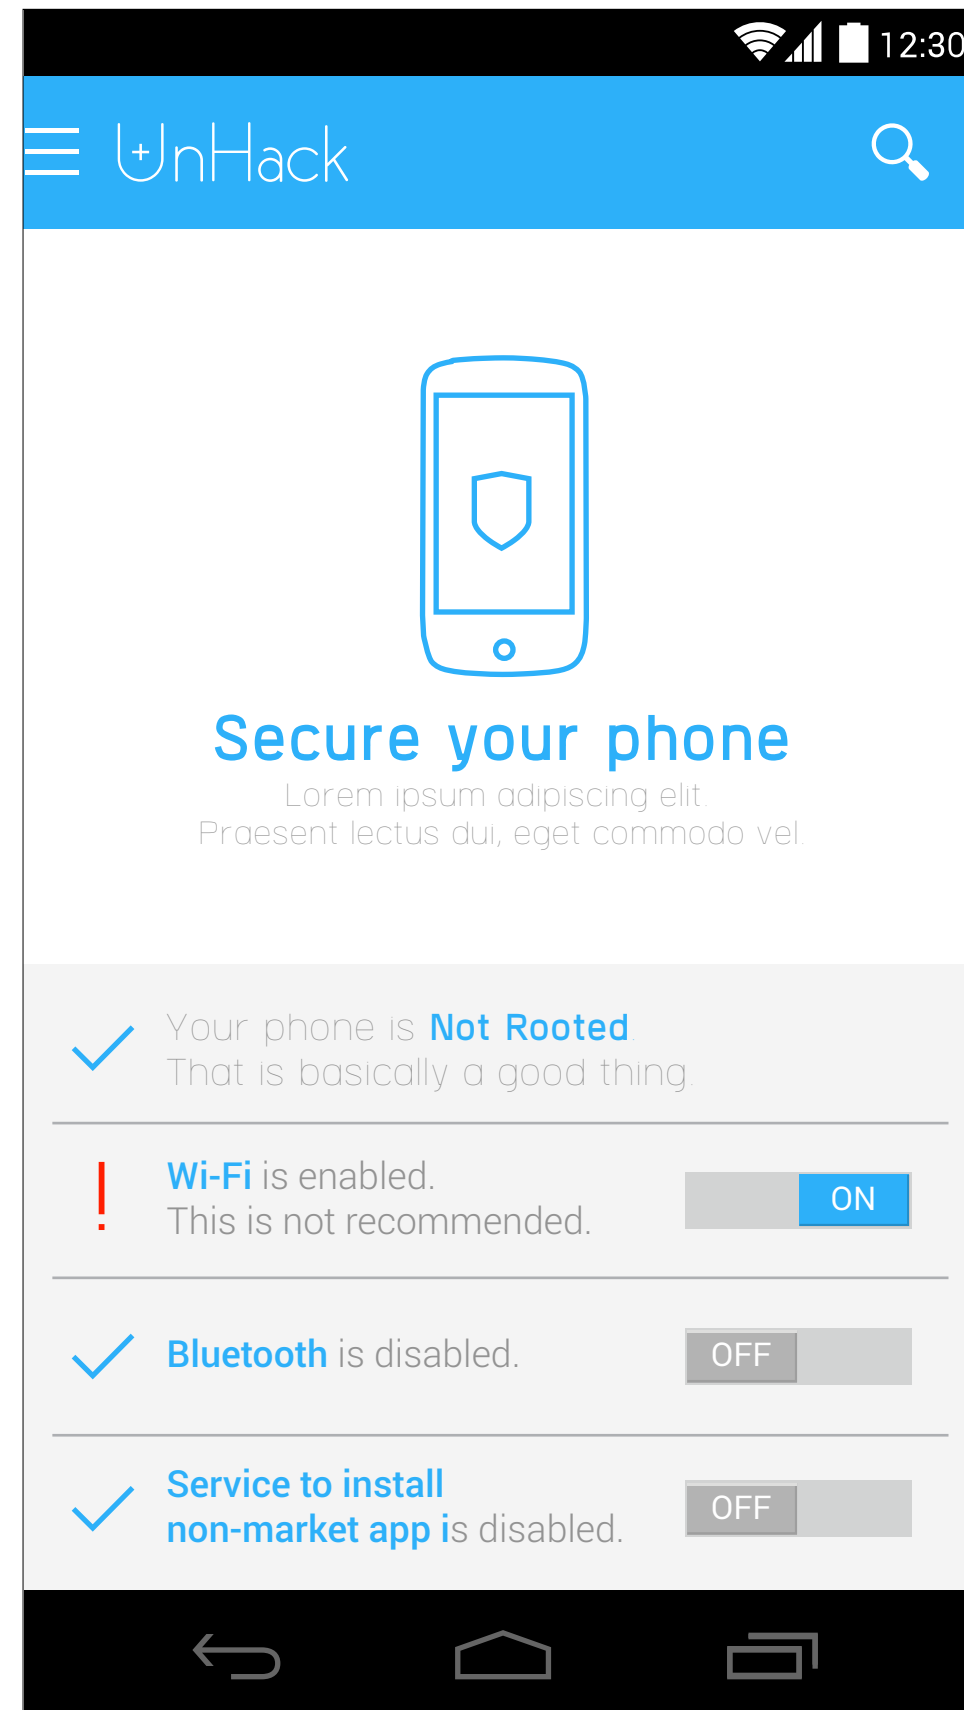 12:30
UnHack
Secure your phone
Lorem ipsum adipiscing elit.
Praesent lectus dui, eget commodo vel.
Your phone is Not Rooted.
That is basically a good thing.
Wi-Fi is enabled.
This is not recommended.
ON
Bluetooth is disabled.
OFF
Service to install
non-market app is disabled.
OFF